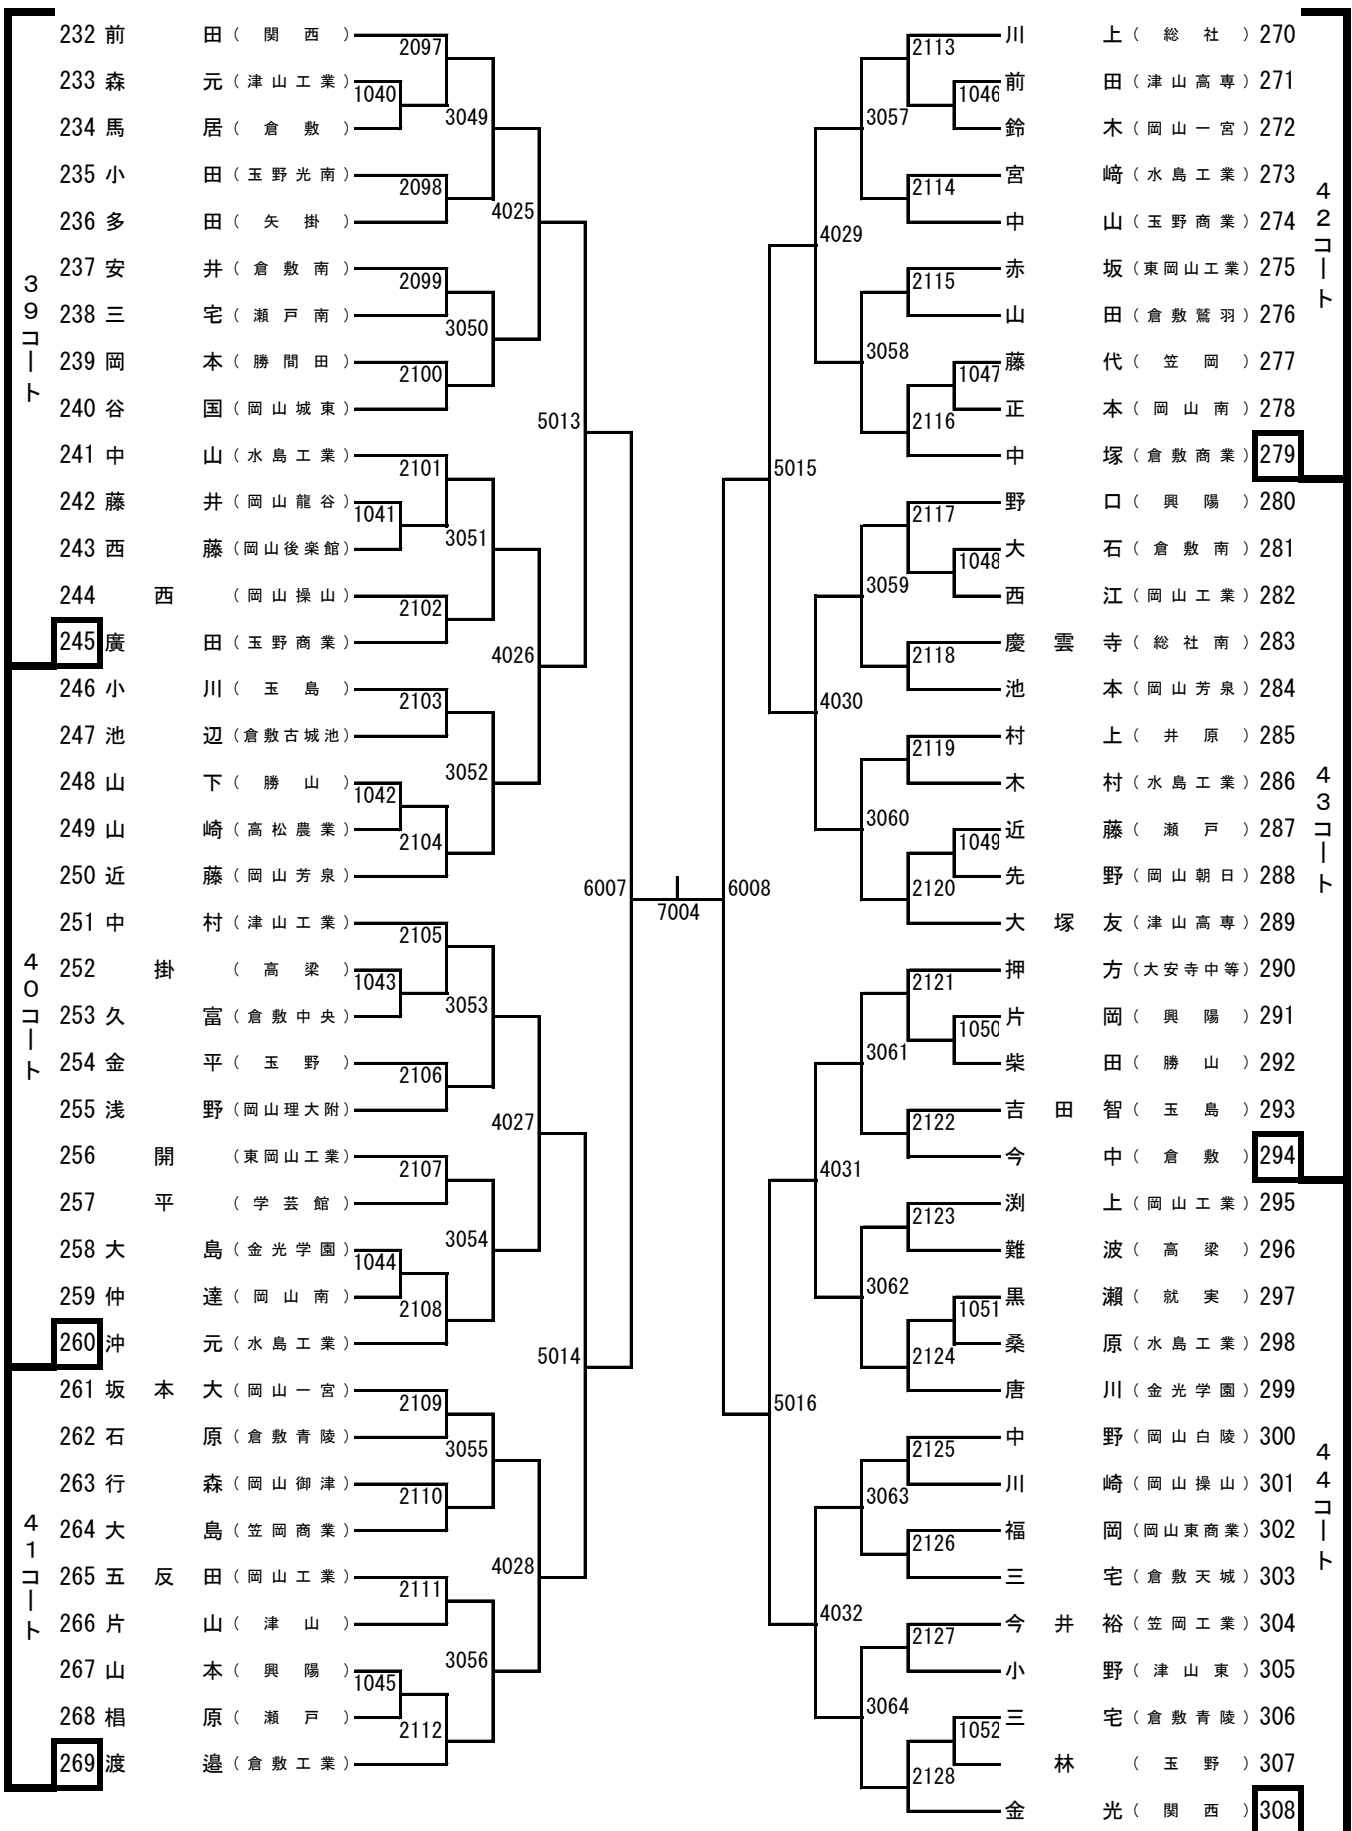 39コート
232 前田（関西）
233 森元（津山工業）
234 馬居（倉敷）
235 小田（玉野光南）
236 多田（矢掛）
237 安井（倉敷南）
238 三宅（瀬戸南）
239 岡本（勝間田）
240 谷国（岡山城東）
241 中山（水島工業）
242 藤井（岡山龍谷）
243 西藤（岡山後楽館）
244 西（岡山操山）
245 廣田（玉野商業）
40コート
246 小川（玉島）
247 池辺（倉敷古城池）
248 山下（勝山）
249 山崎（高松農業）
250 近藤（岡山芳泉）
251 中村（津山工業）
252 掛（高梁）
253 久富（倉敷中央）
254 金平（玉野）
255 浅野（岡山理大附）
256 開（東岡山工業）
257 平（学芸館）
258 大島（金光学園）
259 仲達（岡山南）
260 沖元（水島工業）
41コート
261 坂本大（岡山一宮）
262 石原（倉敷青陵）
263 行森（岡山御津）
264 大島（笠岡商業）
265 五反田（岡山工業）
266 片山（津山）
267 山本（興陽）
268 椙原（瀬戸）
269 渡邉（倉敷工業）
1040
1041
1042
1043
1044
1045
2097
2098
2099
2100
2101
2102
2103
2104
2105
2106
2107
2108
2109
2110
2111
2112
3049
3050
3051
3052
3053
3054
3055
3056
4025
4026
4027
4028
5013
5014
6007
7004
6008
5015
5016
4029
4030
4031
4032
3057
3058
3059
3060
3061
3062
3063
3064
2113
2114
2115
2116
2117
2118
2119
2120
2121
2122
2123
2124
2125
2126
2127
2128
1046
1047
1048
1049
1050
1051
1052
川上（総社）270
前田（津山高専）271
鈴木（岡山一宮）272
宮﨑（水島工業）273
中山（玉野商業）274
赤坂（東岡山工業）275
山田（倉敷鷲羽）276
藤代（笠岡）277
正本（岡山南）278
中塚（倉敷商業）279
42コート
野口（興陽）280
大石（倉敷南）281
西江（岡山工業）282
慶雲寺（総社南）283
池本（岡山芳泉）284
村上（井原）285
木村（水島工業）286
近藤（瀬戸）287
先野（岡山朝日）288
大塚友（津山高専）289
押方（大安寺中等）290
片岡（興陽）291
柴田（勝山）292
吉田智（玉島）293
今中（倉敷）294
43コート
渕上（岡山工業）295
難波（高梁）296
黒瀬（就実）297
桑原（水島工業）298
唐川（金光学園）299
中野（岡山白陵）300
川崎（岡山操山）301
福岡（岡山東商業）302
三宅（倉敷天城）303
今井裕（笠岡工業）304
小野（津山東）305
三宅（倉敷青陵）306
林（玉野）307
金光（関西）308
44コート